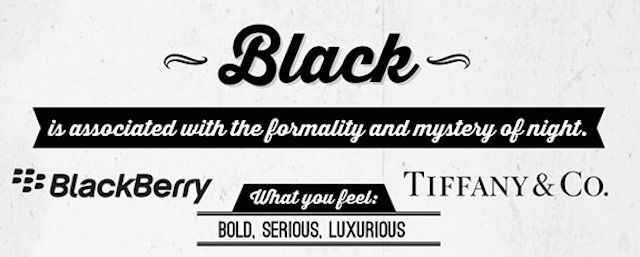 Black
is associated with the formality and mystery of night.
BlackBerry
TIFFANY & CO.
What you feel:
BOLD, SERIOUS, LUXURIOUS